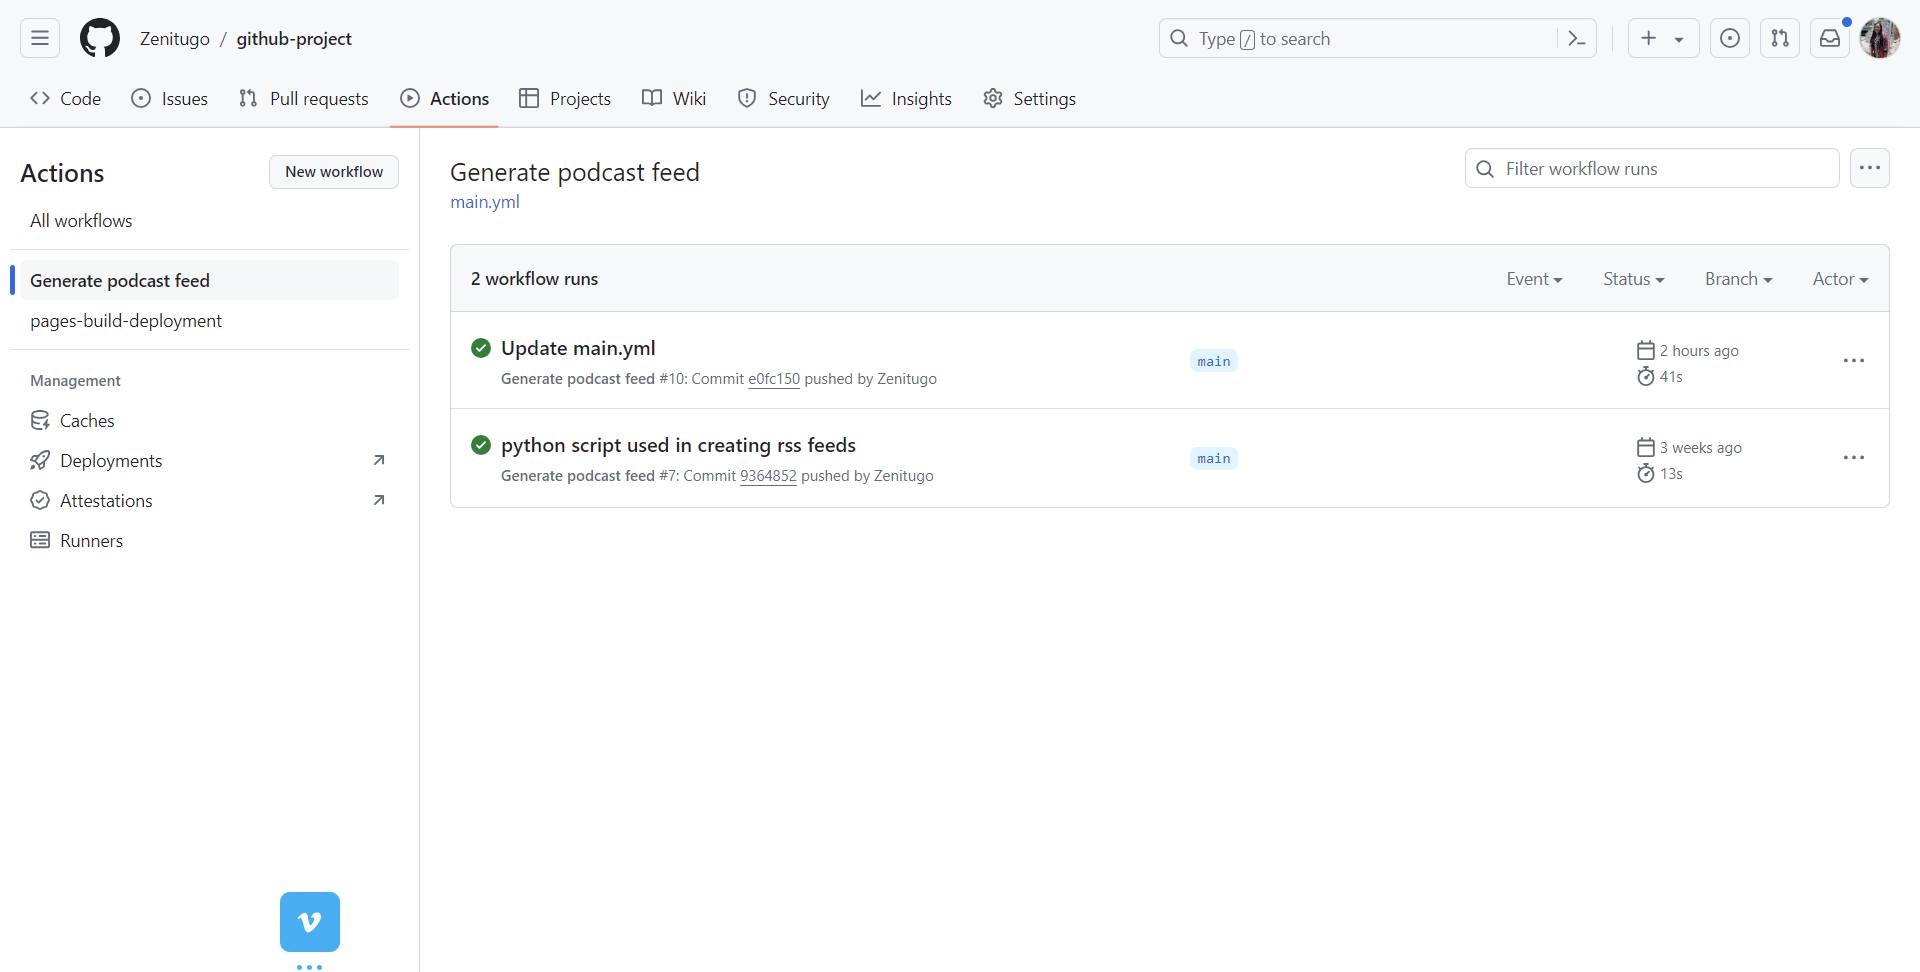 Zenitugo / github-project
Type / to search
Code Issues Pull requests Actions Projects Wiki Security Insights Settings
Actions
New workflow
All workflows
Generate podcast feed
pages-build-deployment
Management
Caches
Deployments
Attestations
Runners
Generate podcast feed
main.yml
Filter workflow runs
2 workflow runs
Event Status Branch Actor
Update main.yml
Generate podcast feed #10: Commit e0fc150 pushed by Zenitugo
main
2 hours ago
41s
python script used in creating rss feeds
Generate podcast feed #7: Commit 9364852 pushed by Zenitugo
main
3 weeks ago
13s